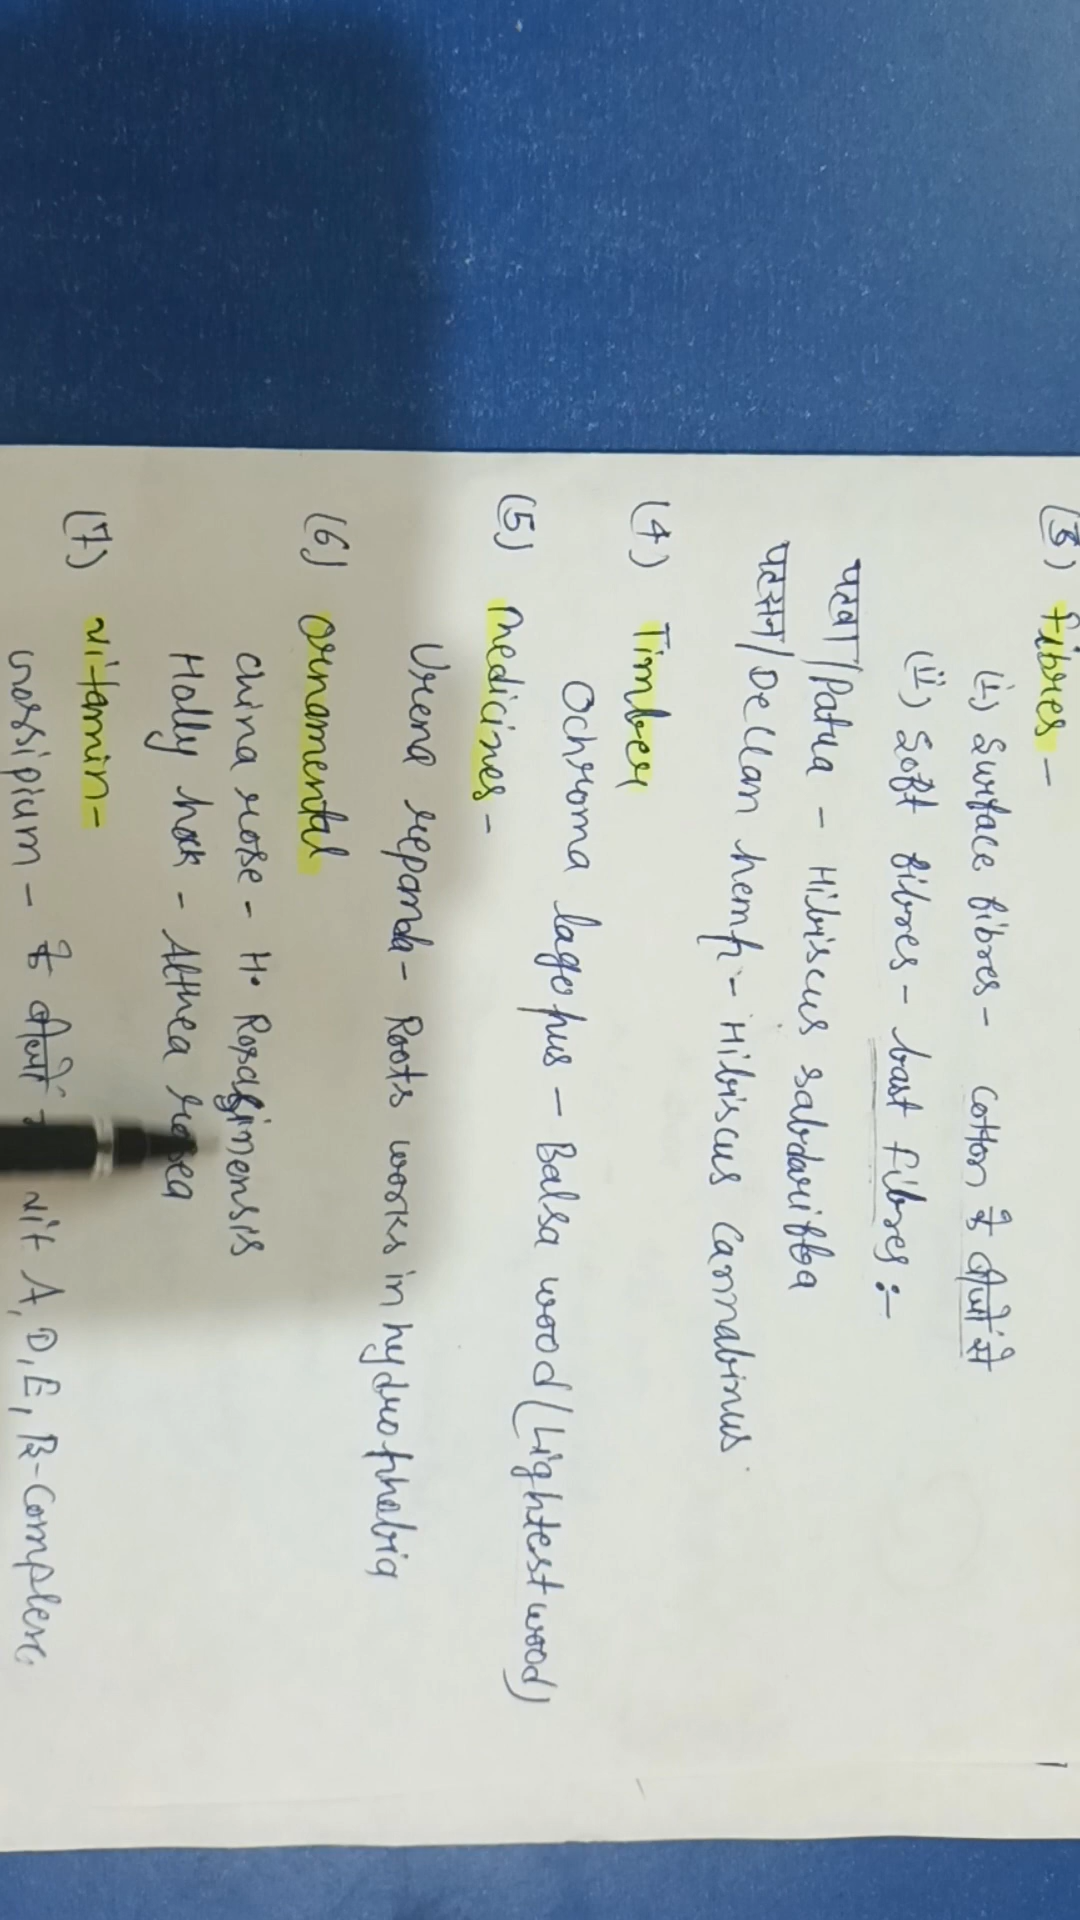 (3) Fibres -
(i) Surface fibres - cotton के बीजों से
(ii) Soft fibres - bast fibres :-
पटवा/Patua - Hibiscus sabdariffa
पटसन/Deccan hemp - Hibiscus cannabinus
(4) Timber
Ochroma lagopus - Balsa wood (Lightest wood)
(5) Medicines -
Urena repanda - Roots works in hydrophobia
(6) Ornamental
China rose - H. Rosasinensis
Holly hock - Althea rosea
(7) Vitamin -
Gossipium - के बीजों vit A, D, E, B-Complex